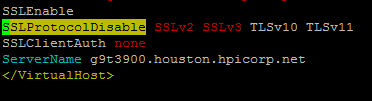 SSLEnable
SSLProtocolDisable SSLv2 SSLv3 TLSv10 TLSv11
SSLClientAuth none
ServerName g9t3900.houston.hpicorp.net
</VirtualHost>